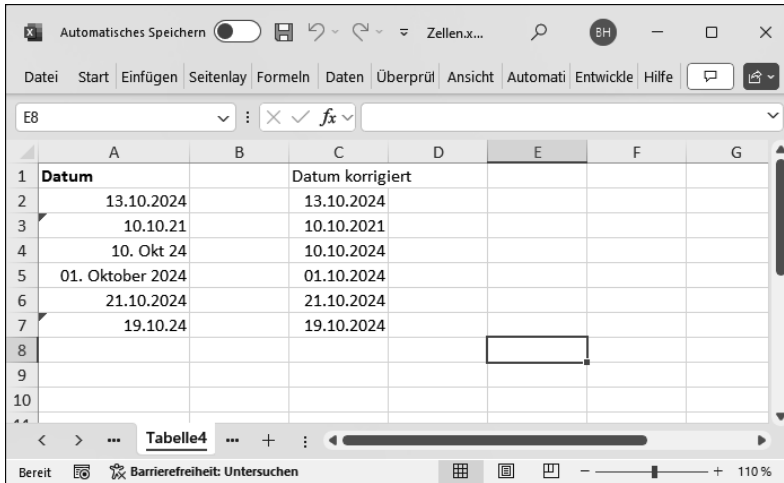 Automatisches Speichern Zellen.x... BH
Datei Start Einfügen Seitenlay Formeln Daten Überprüf Ansicht Automati Entwickle Hilfe
E8 fx
A B C D E F G
1 Datum Datum korrigiert
2 13.10.2024 13.10.2024
3 10.10.21 10.10.2021
4 10. Okt 24 10.10.2024
5 01. Oktober 2024 01.10.2024
6 21.10.2024 21.10.2024
7 19.10.24 19.10.2024
8
9
10
Tabelle4
Bereit Barrierefreiheit: Untersuchen 110 %